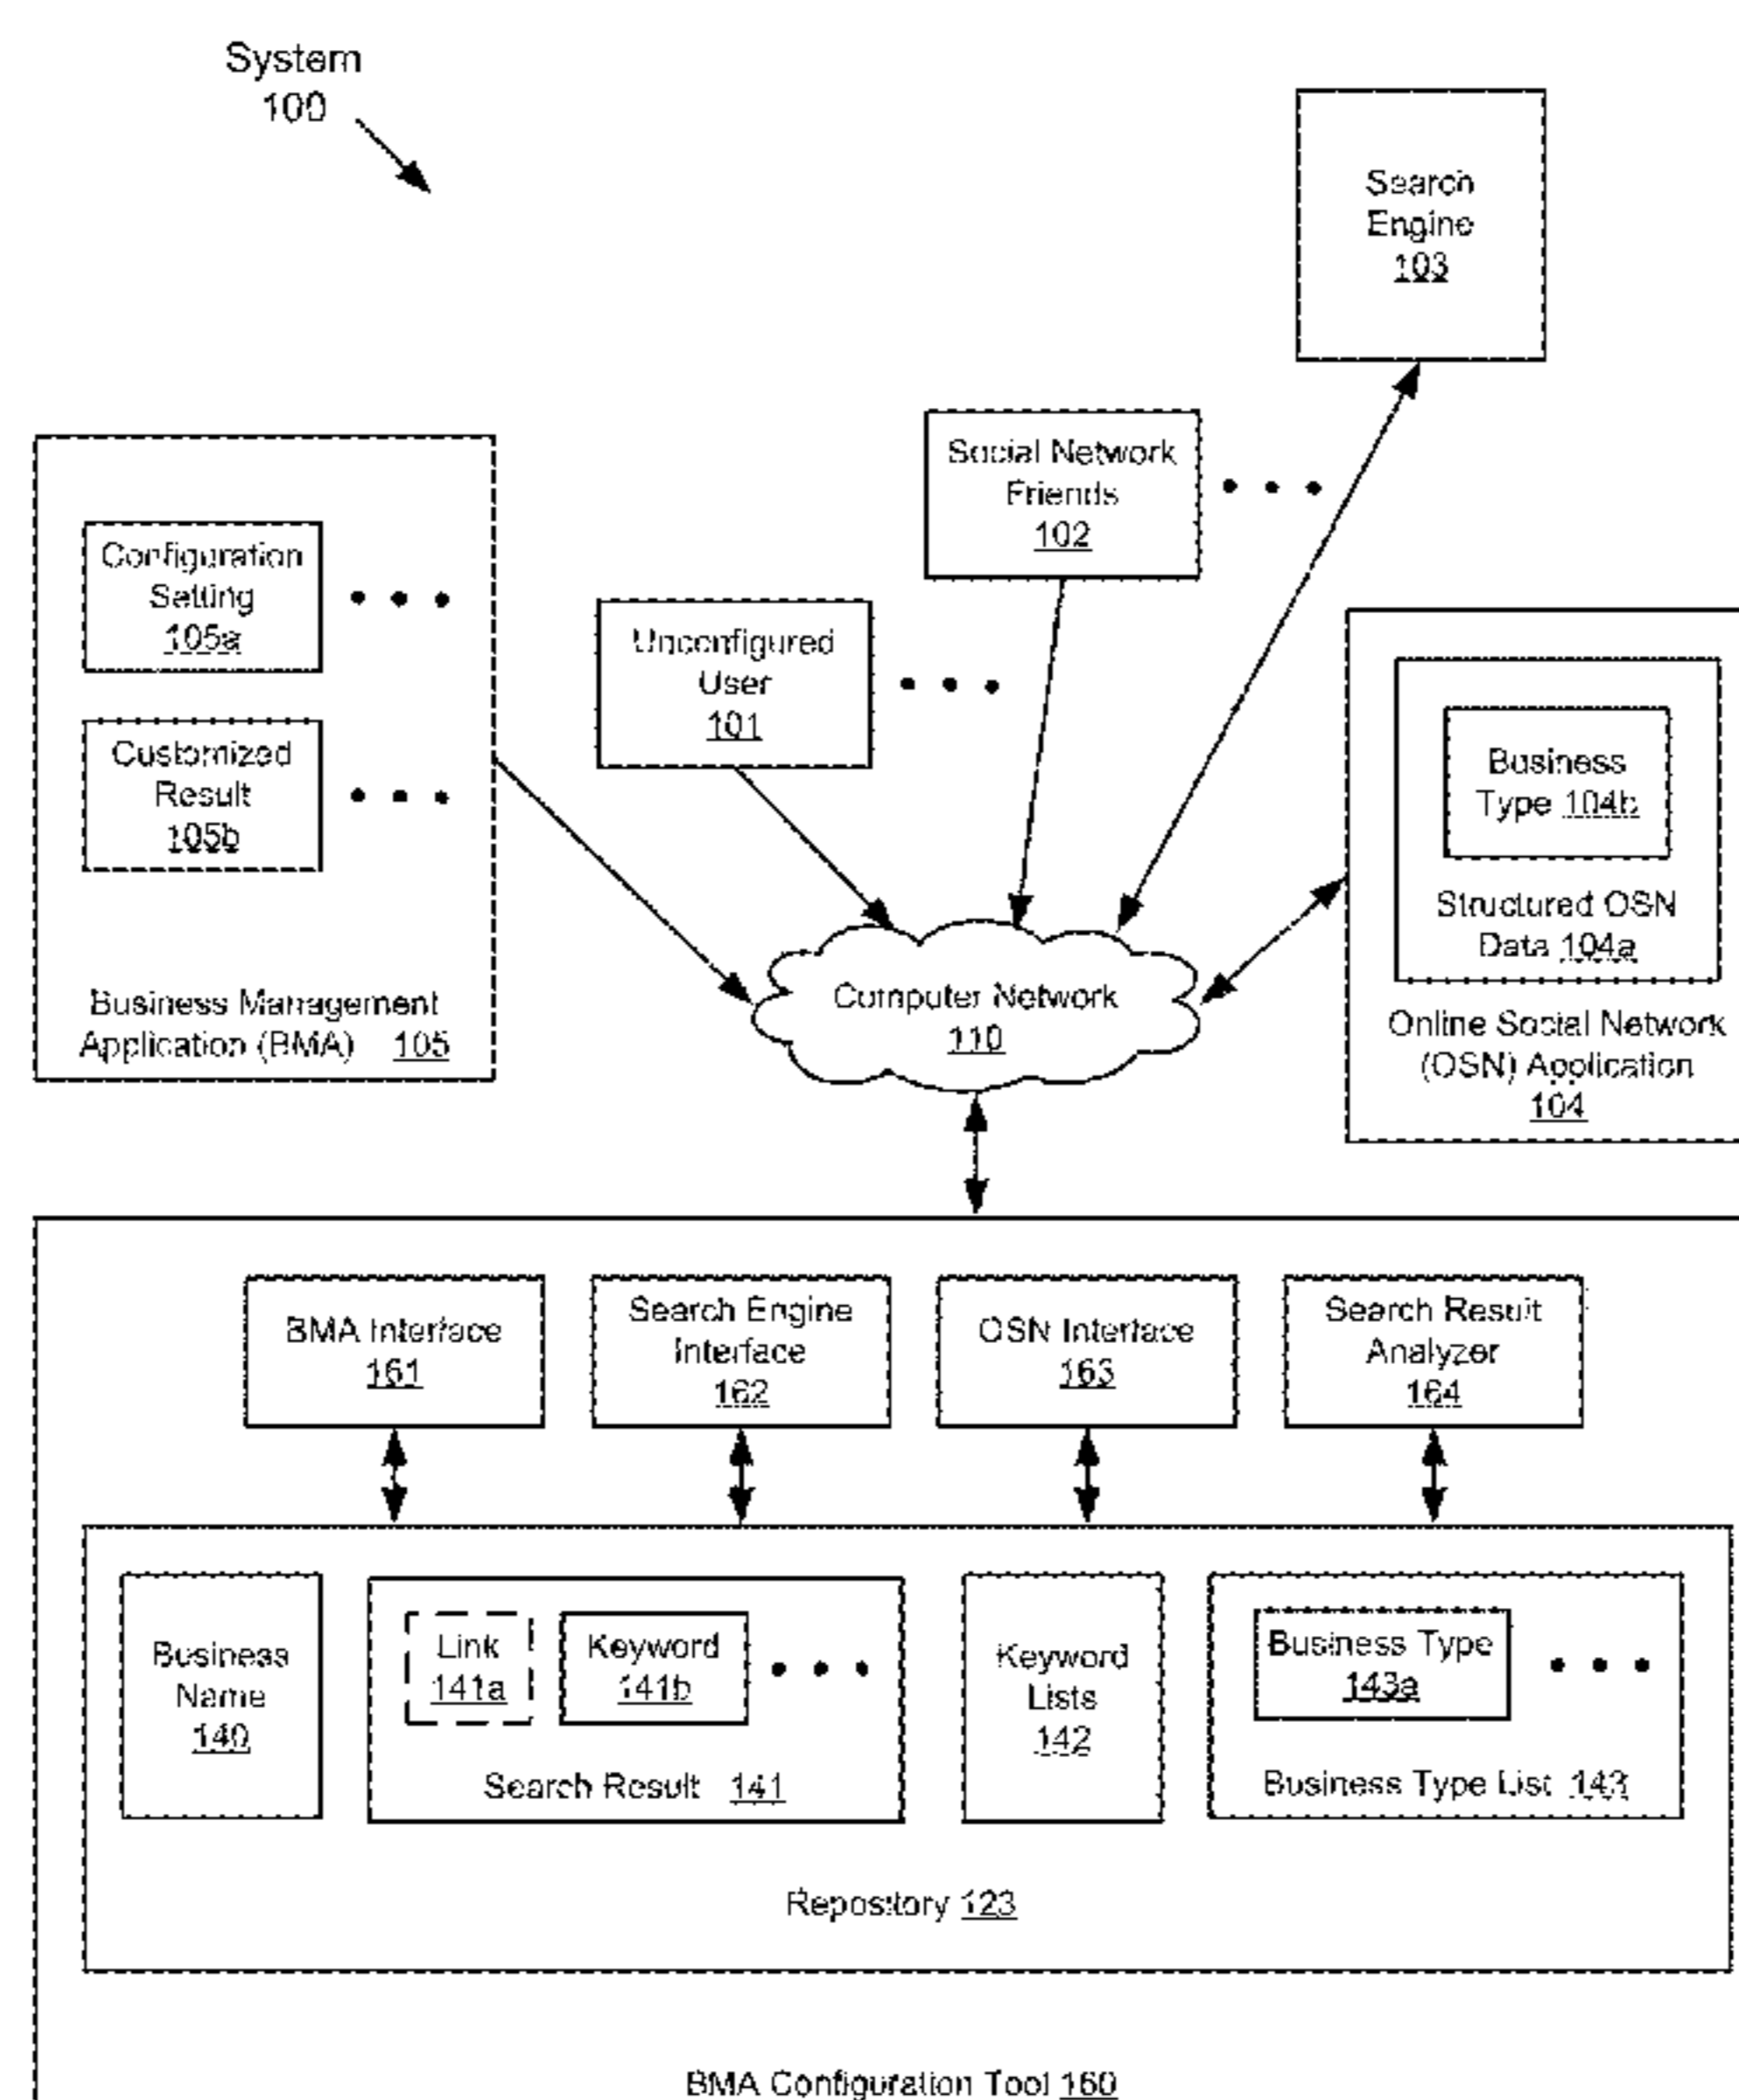 System
100
Search
Engine
103
Social Network
Friends
102
Configuration
Setting
105a
Unconfigured
User
101
Customized
Result
105b
Business
Type 104b
Structured OSN
Data 104a
Business Management
Application (BMA) 105
Computer Network
110
Online Social Network
(OSN) Application
104
BMA Interface
161
Search Engine
Interface
162
OSN Interface
163
Search Result
Analyzer
164
Business
Name
140
Link
141a
Keyword
141b
Search Result 141
Keyword
Lists
142
Business Type
143a
Business Type List 143
Repository 123
BMA Configuration Tool 160